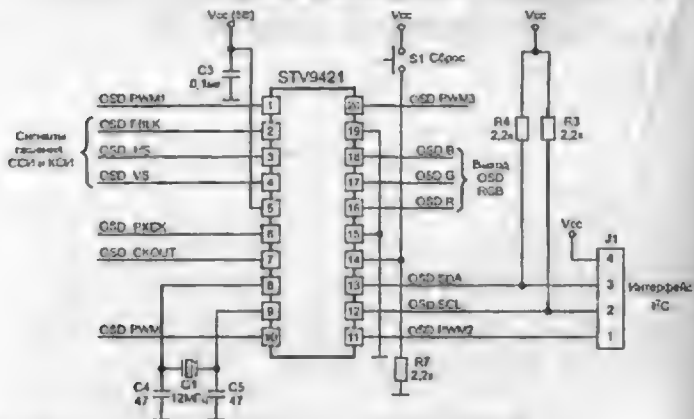 Vcc (5B)
Vcc
Vcc
C3
0,1мк
STV9421
S1 Сброс
OSD PWM1
1
20
OSD PWM3
OSD FBLK
2
19
R4
2,2к
R3
2,2к
Сигналы
гашения
ССИ и КСИ
OSD HS
3
18
OSD B
Выход
OSD
RGB
OSD VS
4
17
OSD G
5
16
OSD R
OSD PXCK
6
15
OSD CKOUT
7
14
Vcc
J1
4
8
13
OSD SDA
3
Интерфейс
I²C
9
12
OSD SCL
2
OSD PWM
10
11
OSD PWM2
1
C4
47
12МГц
C5
47
R7
2,2к